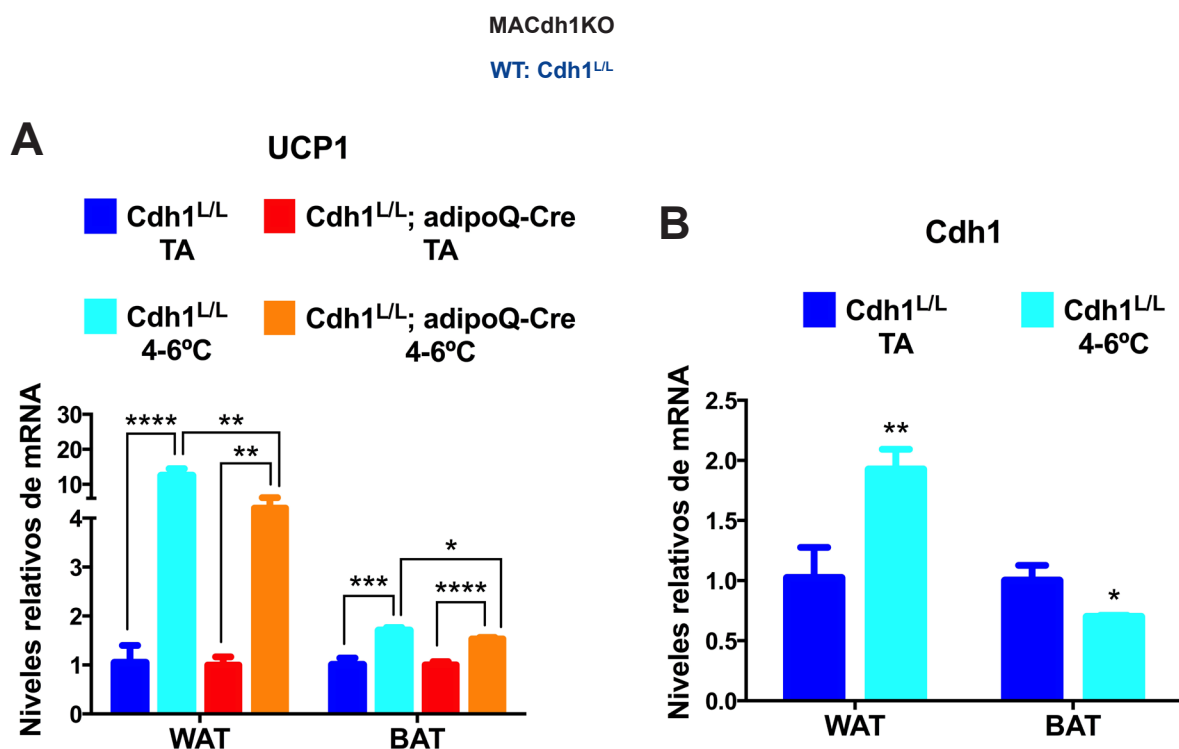 MACdh1KO
WT: Cdh1L/L
A
UCP1
Cdh1L/L
TA
Cdh1L/L; adipoQ-Cre
TA
Cdh1L/L
4-6ºC
Cdh1L/L; adipoQ-Cre
4-6ºC
Niveles relativos de mRNA
30
20
10
4
3
2
1
0
****
**
**
***
*
****
WAT
BAT
B
Cdh1
Cdh1L/L
TA
Cdh1L/L
4-6ºC
Niveles relativos de mRNA
2.5
2.0
1.5
1.0
0.5
0.0
**
*
WAT
BAT